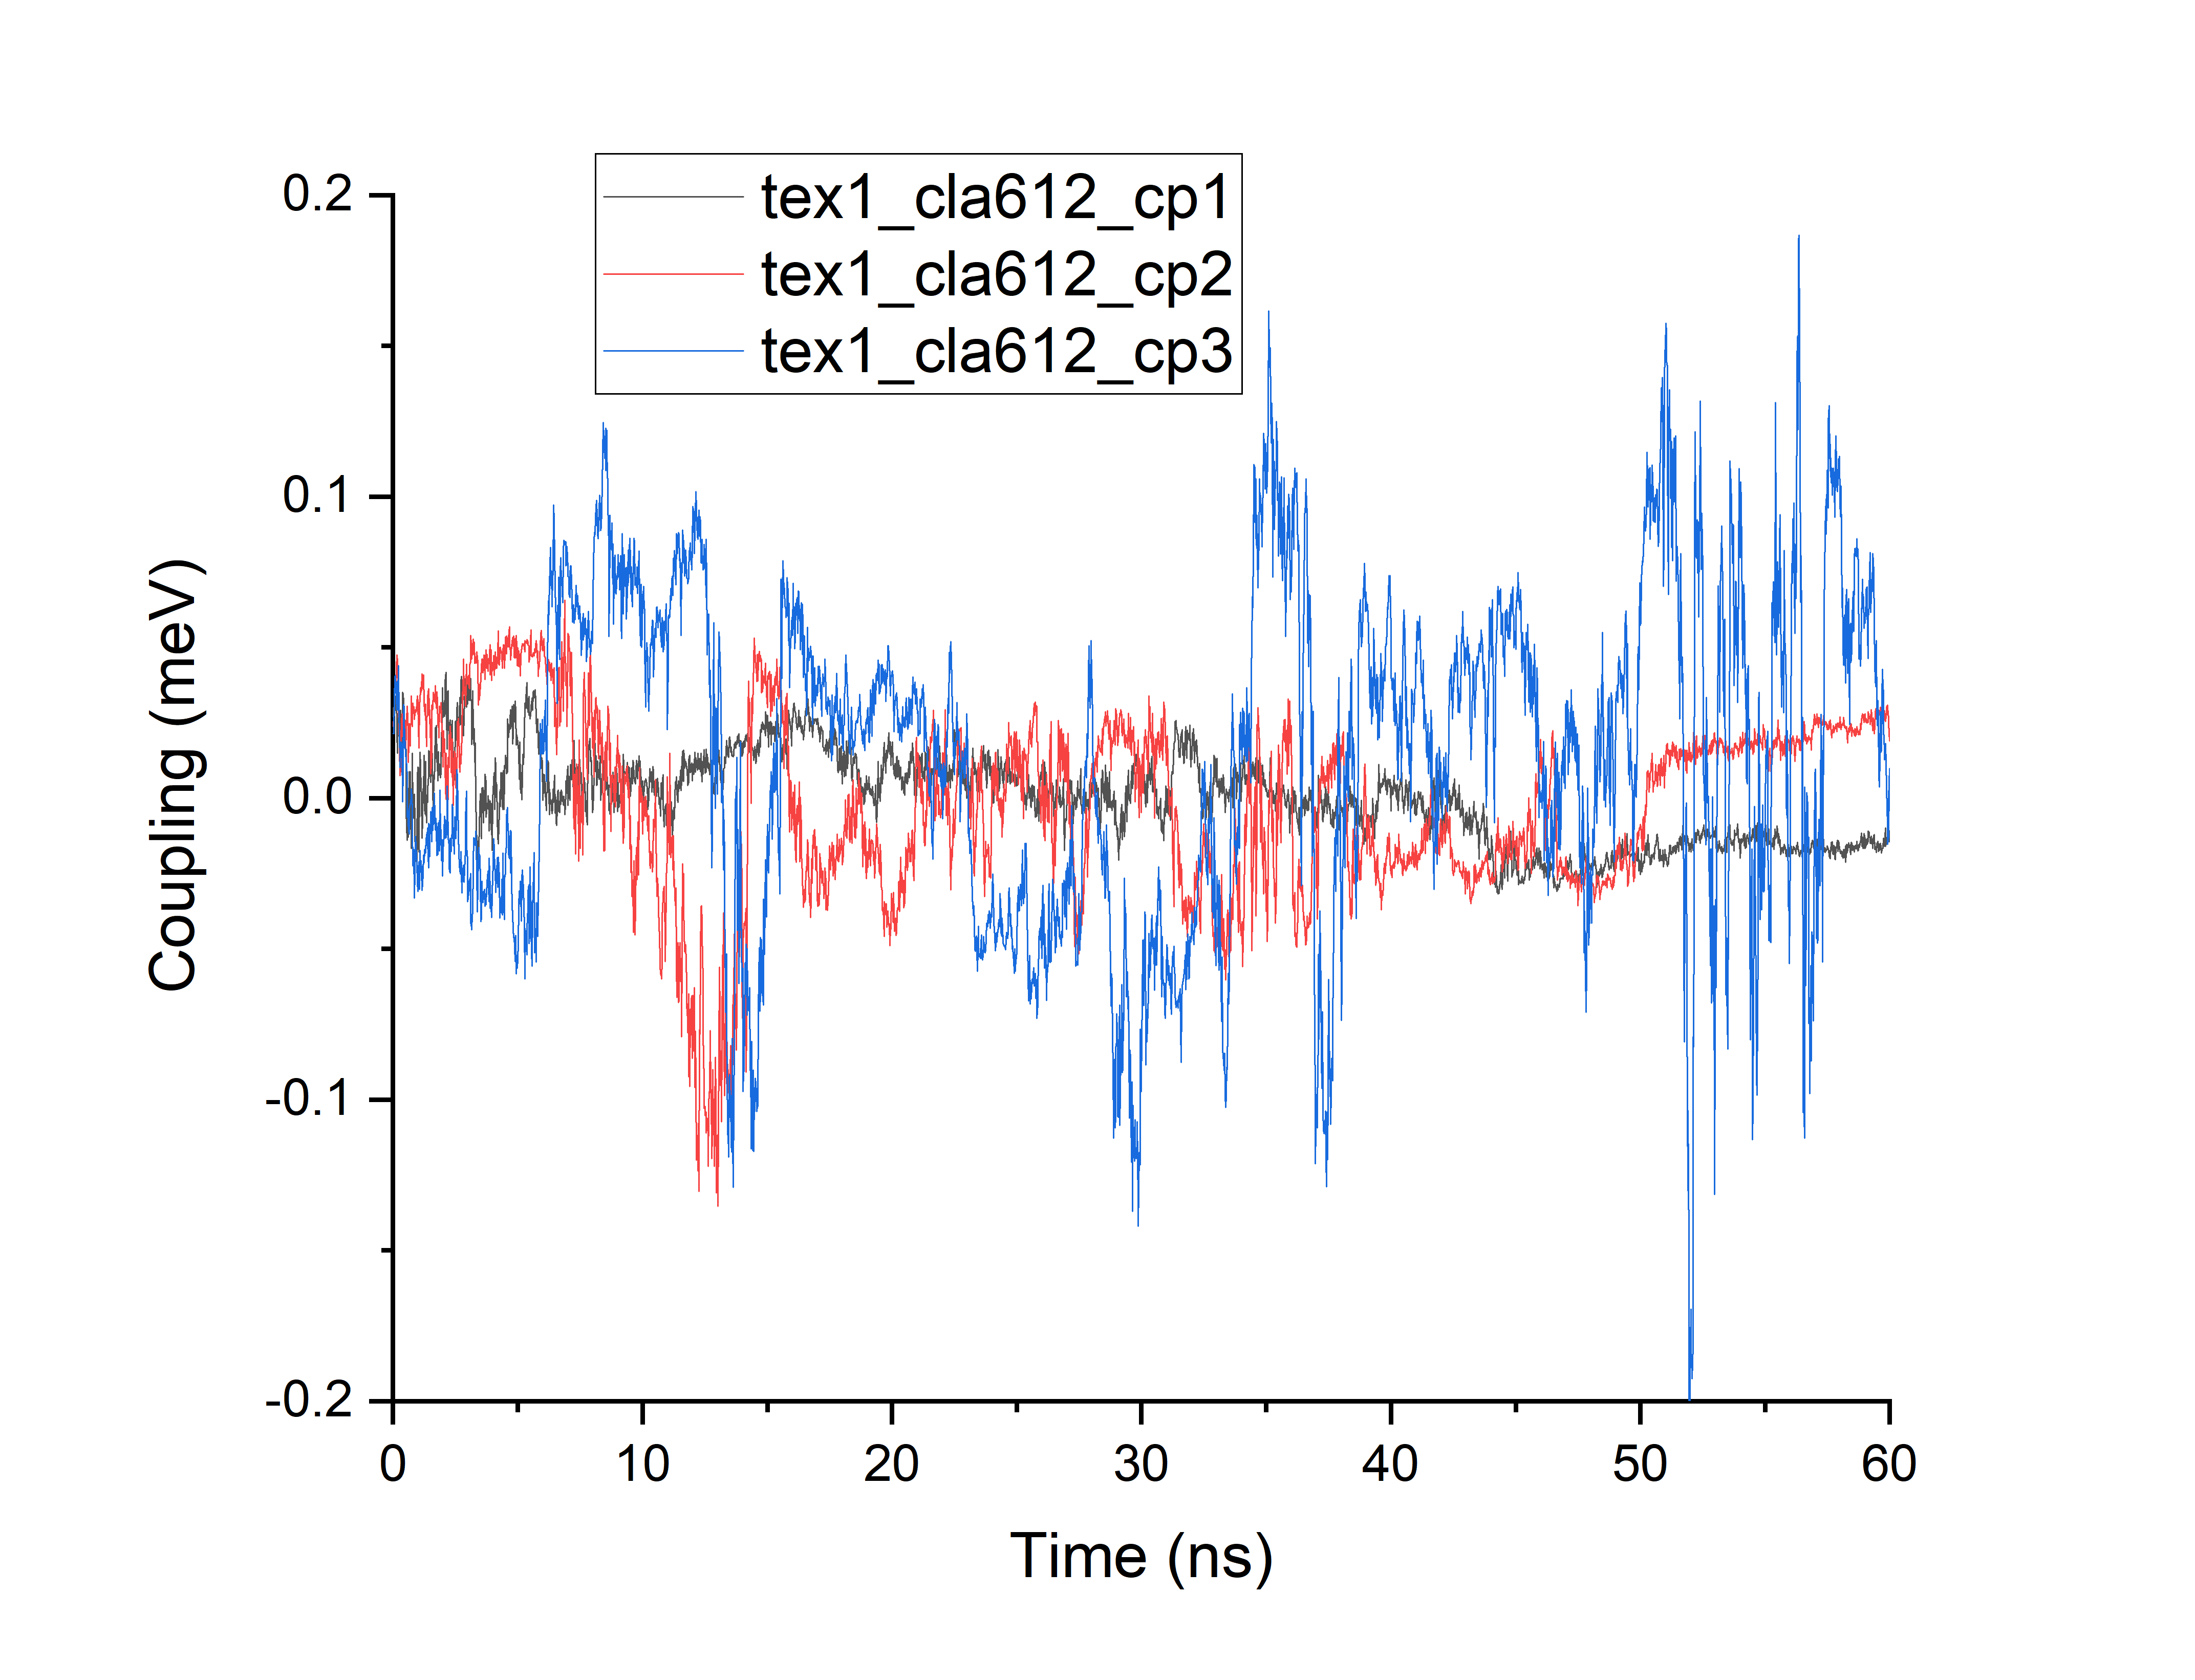 tex1_cla612_cp1
tex1_cla612_cp2
tex1_cla612_cp3
0.2
0.1
0.0
-0.1
-0.2
Coupling (meV)
0 10 20 30 40 50 60
Time (ns)